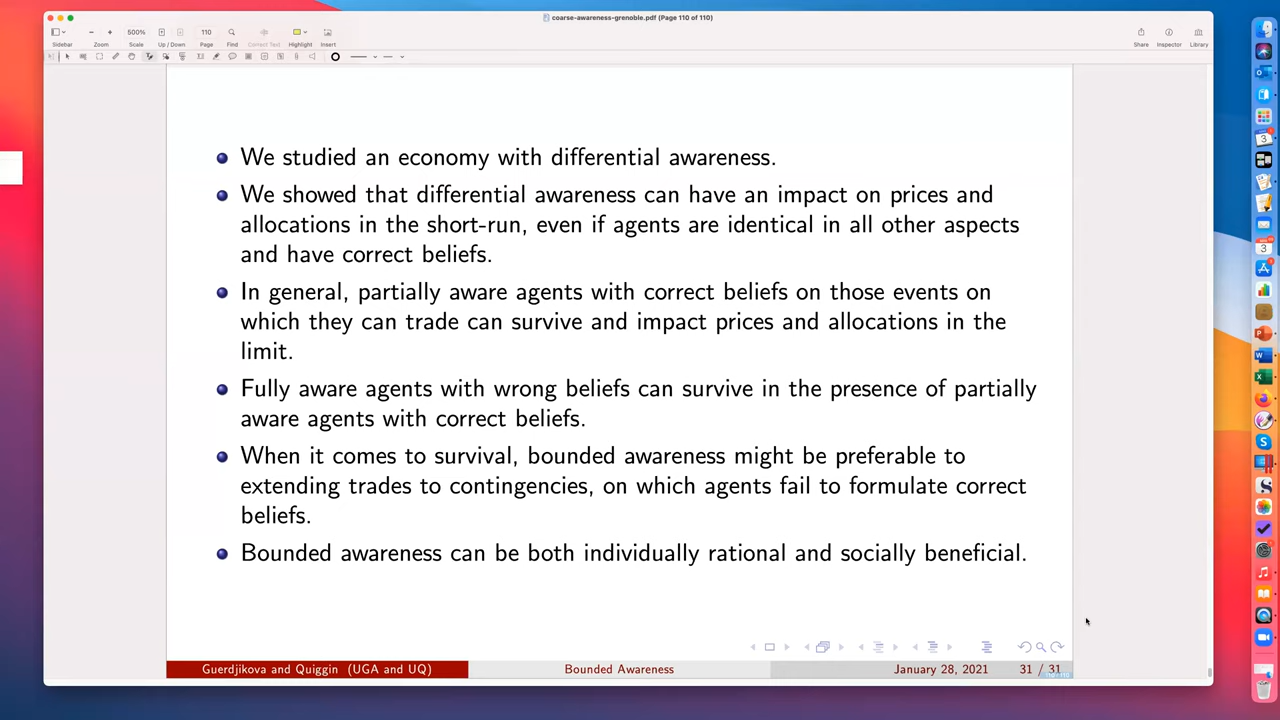 coarse-awareness-grenoble.pdf (Page 110 of 110)
500%
110
Sidebar
Zoom
Scale
Up / Down
Page
Find
Correct Text
Highlight
Insert
Share
Inspector
Library
We studied an economy with differential awareness.
We showed that differential awareness can have an impact on prices and
allocations in the short-run, even if agents are identical in all other aspects
and have correct beliefs.
In general, partially aware agents with correct beliefs on those events on
which they can trade can survive and impact prices and allocations in the
limit.
Fully aware agents with wrong beliefs can survive in the presence of partially
aware agents with correct beliefs.
When it comes to survival, bounded awareness might be preferable to
extending trades to contingencies, on which agents fail to formulate correct
beliefs.
Bounded awareness can be both individually rational and socially beneficial.
Guerdjikova and Quiggin (UGA and UQ)
Bounded Awareness
January 28, 2021
31 / 31